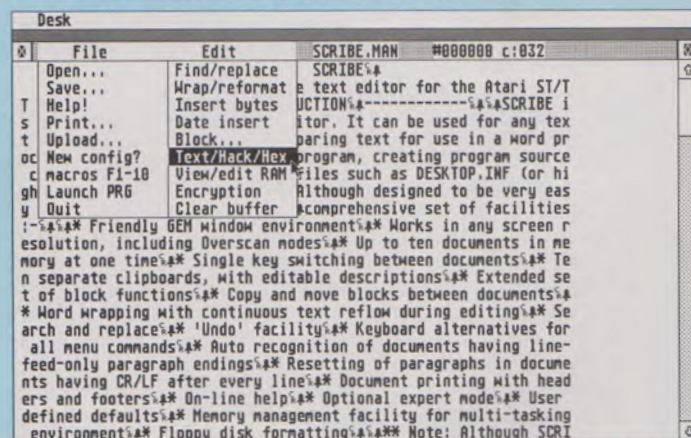 Desk
File Edit SCRIBE.MAN #000000 c:032
Open... Find/replace SCRIBE␍␊
Save... Wrap/reformat e text editor for the Atari ST/T
T Help! Insert bytes UCTION␍␊-------------␍␊␍␊SCRIBE i
s Print... Date insert itor. It can be used for any tex
t Upload... Block... paring text for use in a word pr
oc New config? Text/Hack/Hex program, creating program source
c macros F1-10 View/edit RAM files such as DESKTOP.INF (or hi
gh Launch PRG Encryption Although designed to be very eas
y Quit Clear buffer comprehensive set of facilities
:-␍␊␍␊* Friendly GEM window environment␍␊* Works in any screen r
esolution, including Overscan modes␍␊* Up to ten documents in me
mory at one time␍␊* Single key switching between documents␍␊* Te
n separate clipboards, with editable descriptions␍␊* Extended se
t of block functions␍␊* Copy and move blocks between documents␍␊
* Word wrapping with continuous text reflow during editing␍␊* Se
arch and replace␍␊* 'Undo' facility␍␊* Keyboard alternatives for
all menu commands␍␊* Auto recognition of documents having line-
feed-only paragraph endings␍␊* Resetting of paragraphs in docume
nts having CR/LF after every line␍␊* Document printing with head
ers and footers␍␊* On-line help␍␊* Optional expert mode␍␊* User
defined defaults␍␊* Memory management facility for multi-tasking
environment␍␊* Floppy disk formatting␍␊␍␊** Note: Although SCRI